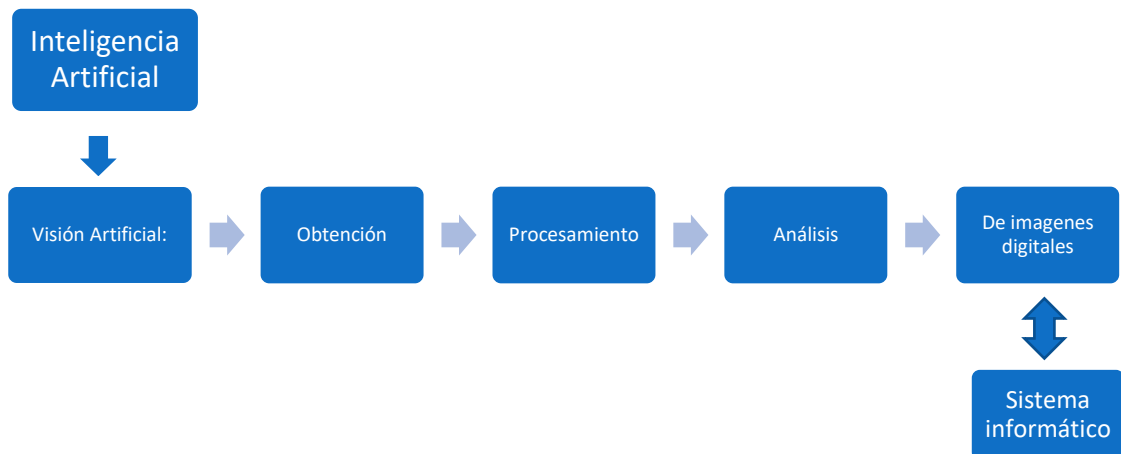 Inteligencia
Artificial
Visión Artificial:
Obtención
Procesamiento
Análisis
De imagenes
digitales
Sistema
informático